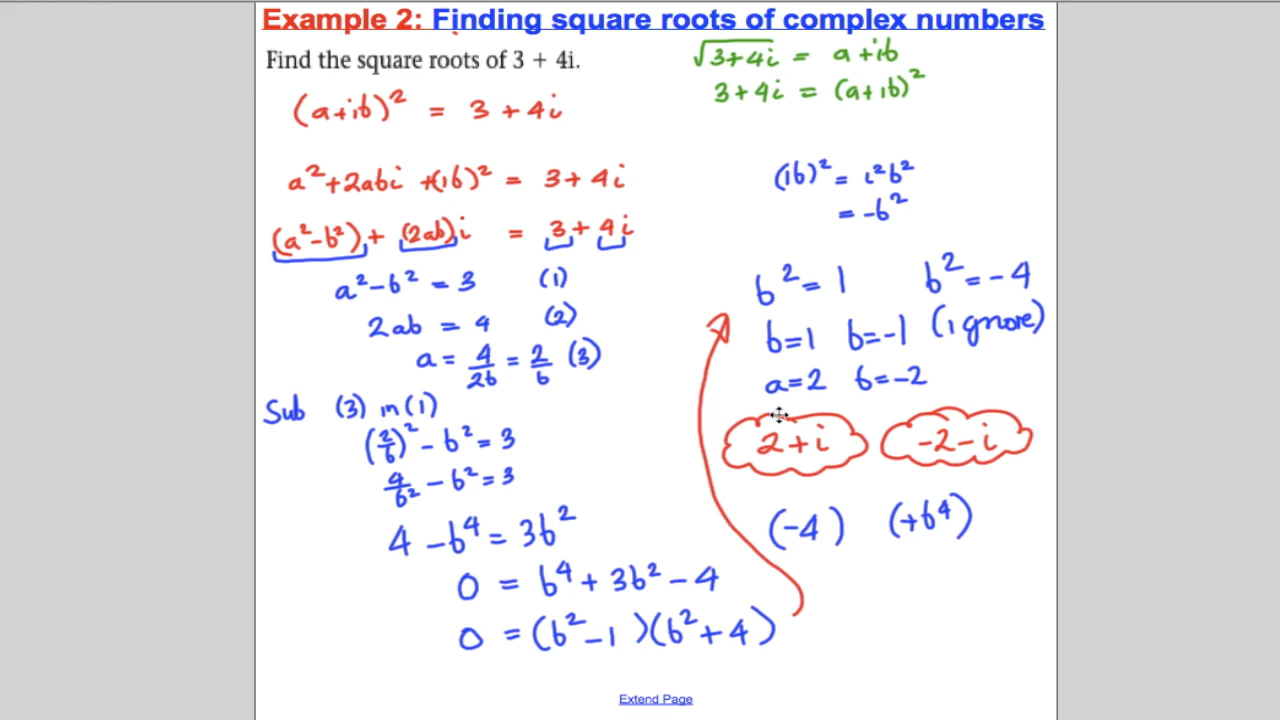 Example 2: Finding square roots of complex numbers
Find the square roots of 3 + 4i.
√3+4i = a+ib
3+4i = (a+ib)²
(a+ib)² = 3 + 4i
a²+2abi +(ib)² = 3+4i
(a²-b²)+ (2ab)i = 3+4i
a²-b² = 3 (1)
2ab = 4 (2)
a = 4/2b = 2/b (3)
Sub (3) in (1)
(2/b)² - b² = 3
4/b² - b² = 3
4 - b⁴ = 3b²
0 = b⁴ + 3b² - 4
0 = (b²-1)(b²+4)
(ib)² = i²b²
= -b²
b² = 1 b² = -4
b=1 b=-1 (ignore)
a=2 b=-2
2+i -2-i
(-4) (+b⁴)
Extend Page